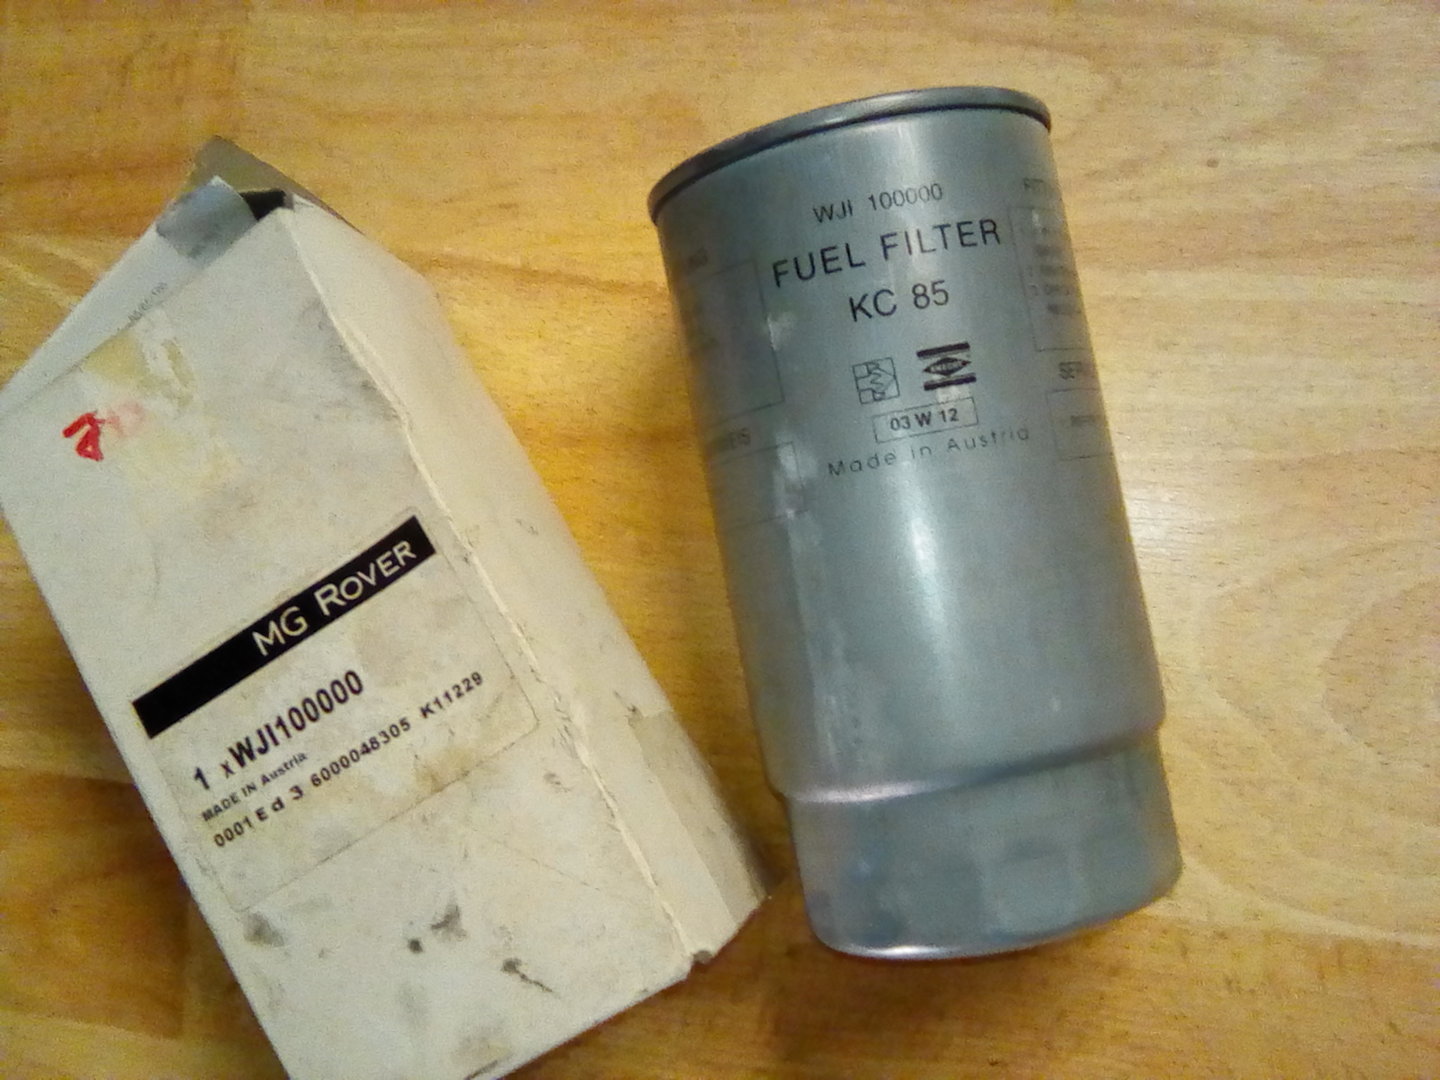 MG ROVER
1 x WJI100000
MADE IN Austria
0001 E d 3 6000048305 K11229
WJI 100000
FUEL FILTER
KC 85
03 W 12
Made in Austria